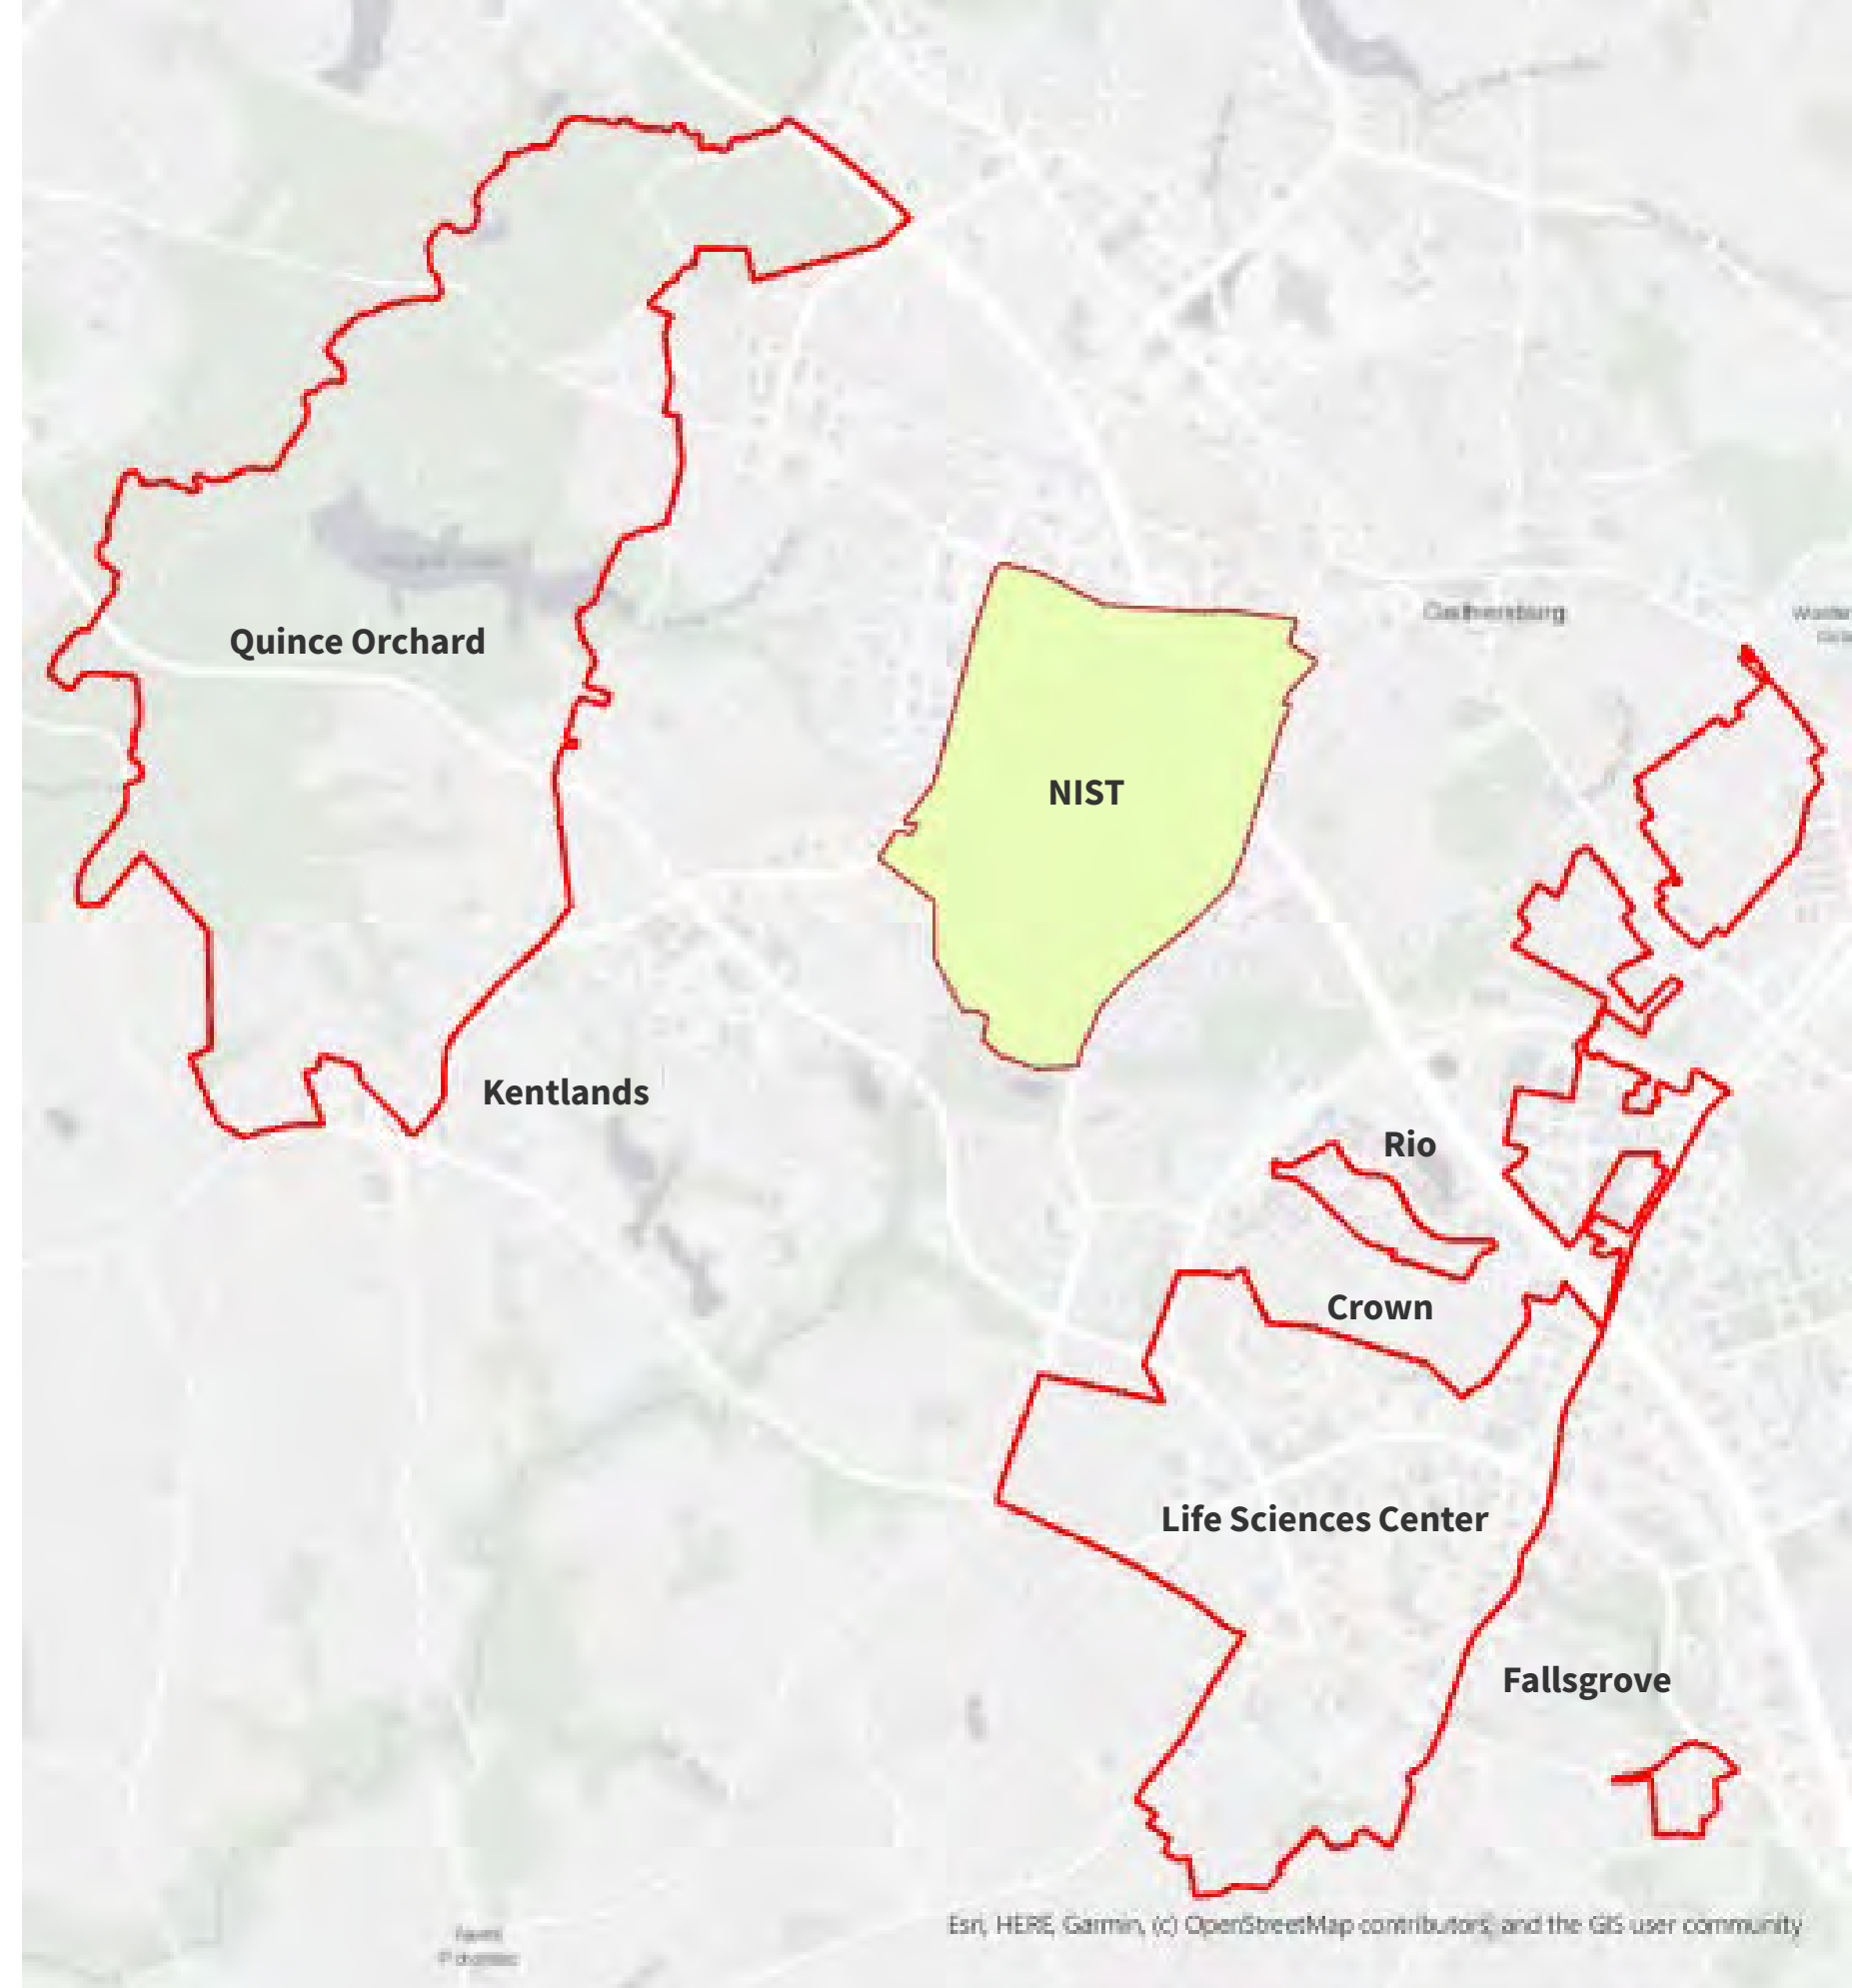 Gaithersburg
Quince Orchard
NIST
Kentlands
Rio
Crown
Life Sciences Center
Fallsgrove
Esri, HERE, Garmin, (c) OpenStreetMap contributors, and the GIS user community